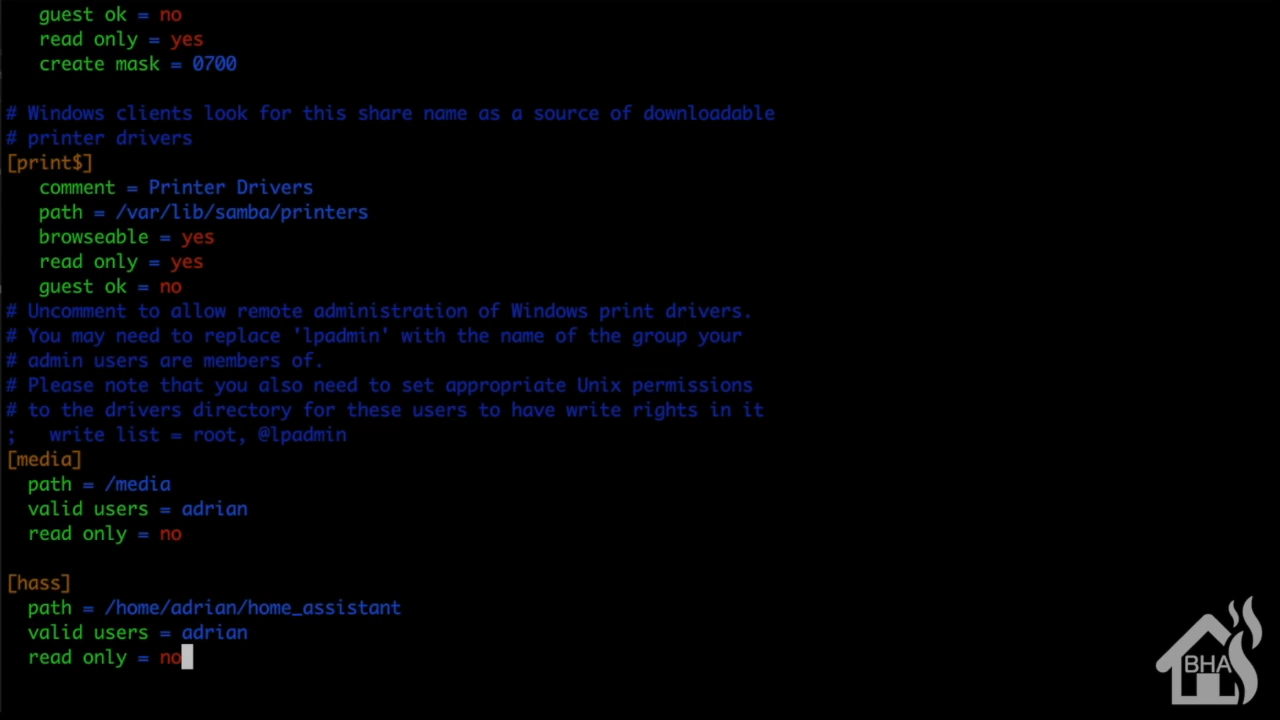 guest ok = no
read only = yes
create mask = 0700
# Windows clients look for this share name as a source of downloadable
# printer drivers
[print$]
comment = Printer Drivers
path = /var/lib/samba/printers
browseable = yes
read only = yes
guest ok = no
# Uncomment to allow remote administration of Windows print drivers.
# You may need to replace 'lpadmin' with the name of the group your
# admin users are members of.
# Please note that you also need to set appropriate Unix permissions
# to the drivers directory for these users to have write rights in it
;   write list = root, @lpadmin
[media]
path = /media
valid users = adrian
read only = no
[hass]
path = /home/adrian/home_assistant
valid users = adrian
read only = no
BHA